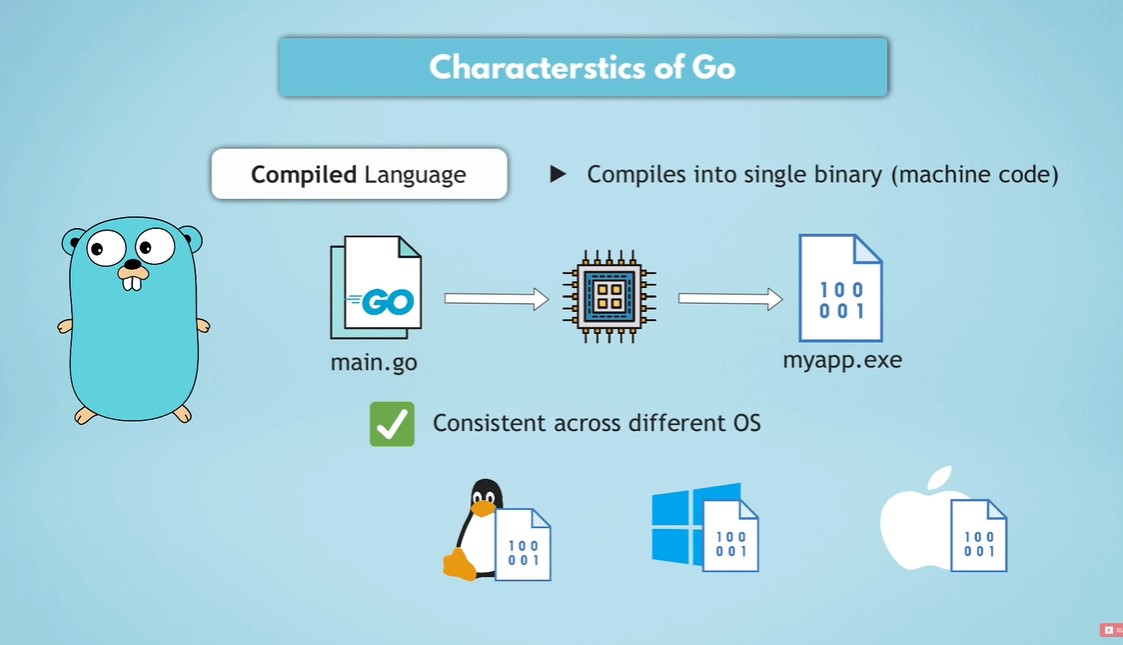 Characterstics of Go
Compiled Language
▶ Compiles into single binary (machine code)
GO
100
001
main.go
myapp.exe
Consistent across different OS
100
001
100
001
100
001